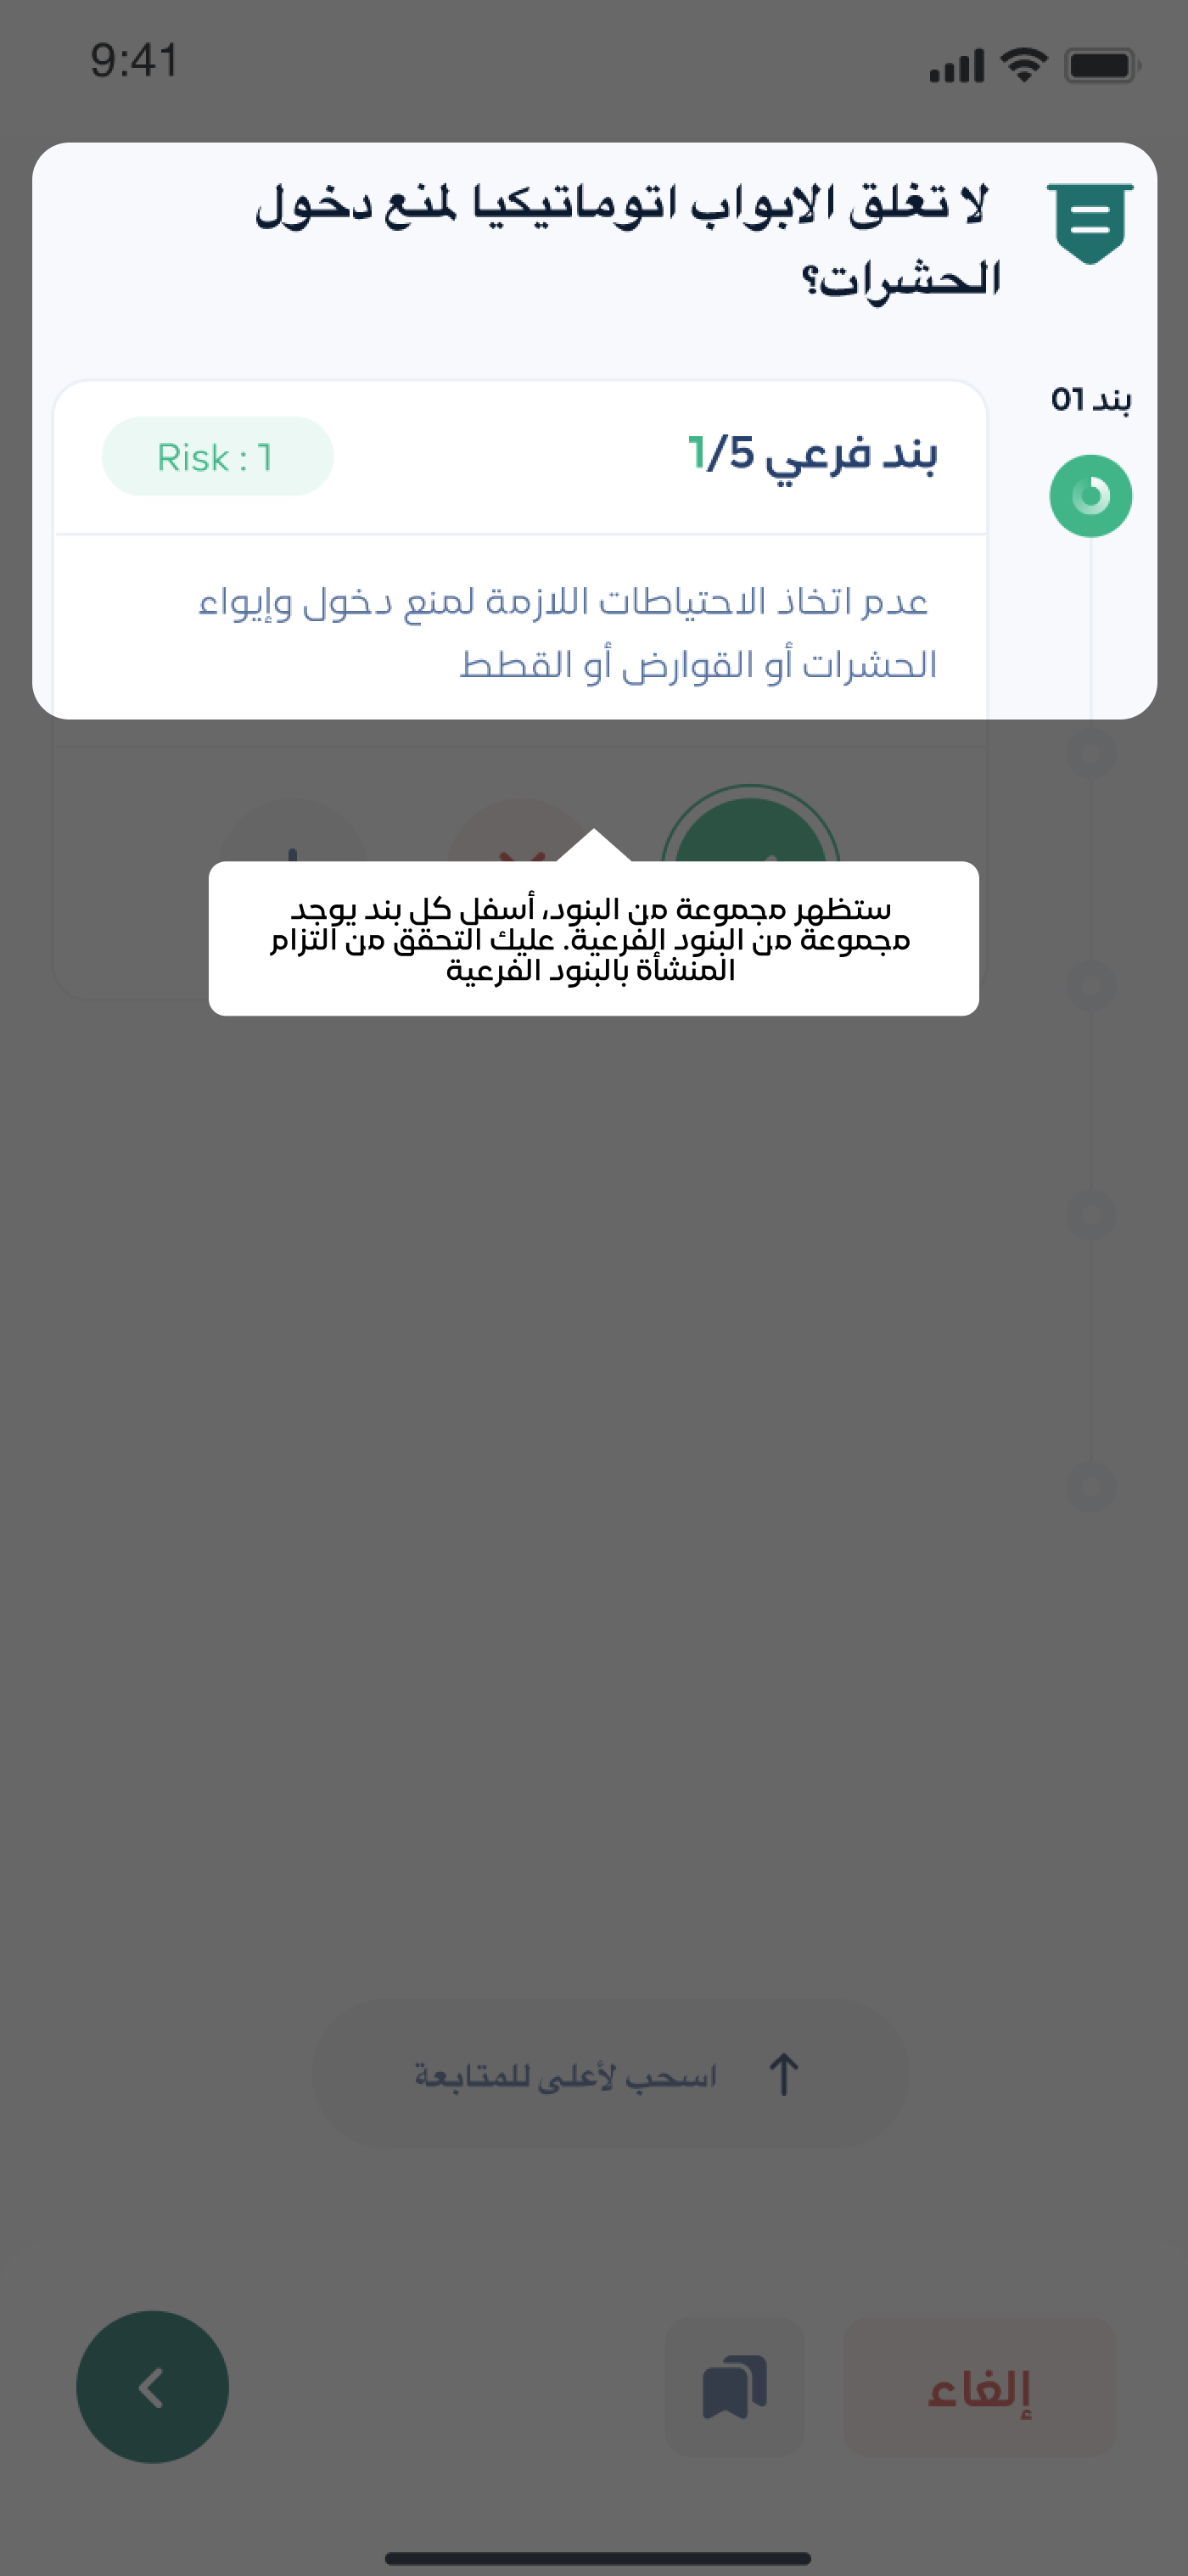 9:41
لا تغلق الابواب اتوماتيكيا لمنع دخول
الحشرات؟
بند 01
بند فرعي 1/5
Risk : 1
عدم اتخاذ الاحتياطات اللازمة لمنع دخول وإيواء
الحشرات أو القوارض أو القطط
ستظهر مجموعة من البنود، أسفل كل بند يوجد
مجموعة من البنود الفرعية. عليك التحقق من التزام
المنشأة بالبنود الفرعية
اسحب لأعلى للمتابعة
إلغاء